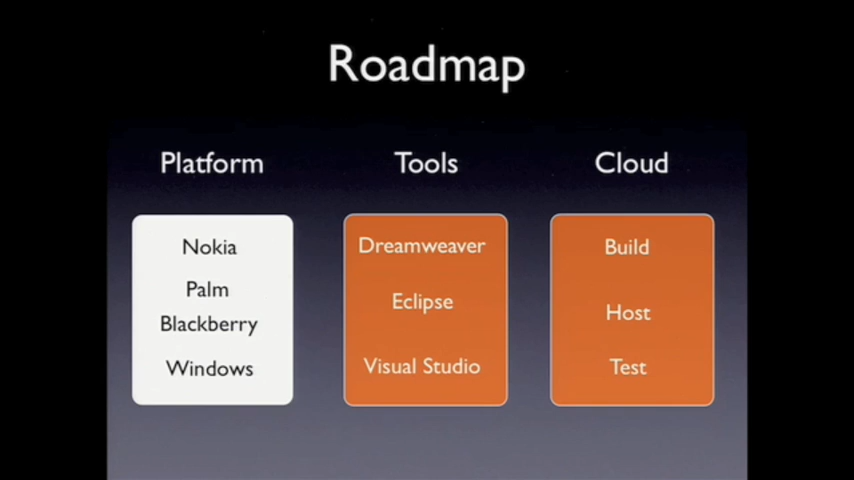 Roadmap
Platform
Nokia
Palm
Blackberry
Windows
Tools
Dreamweaver
Eclipse
Visual Studio
Cloud
Build
Host
Test